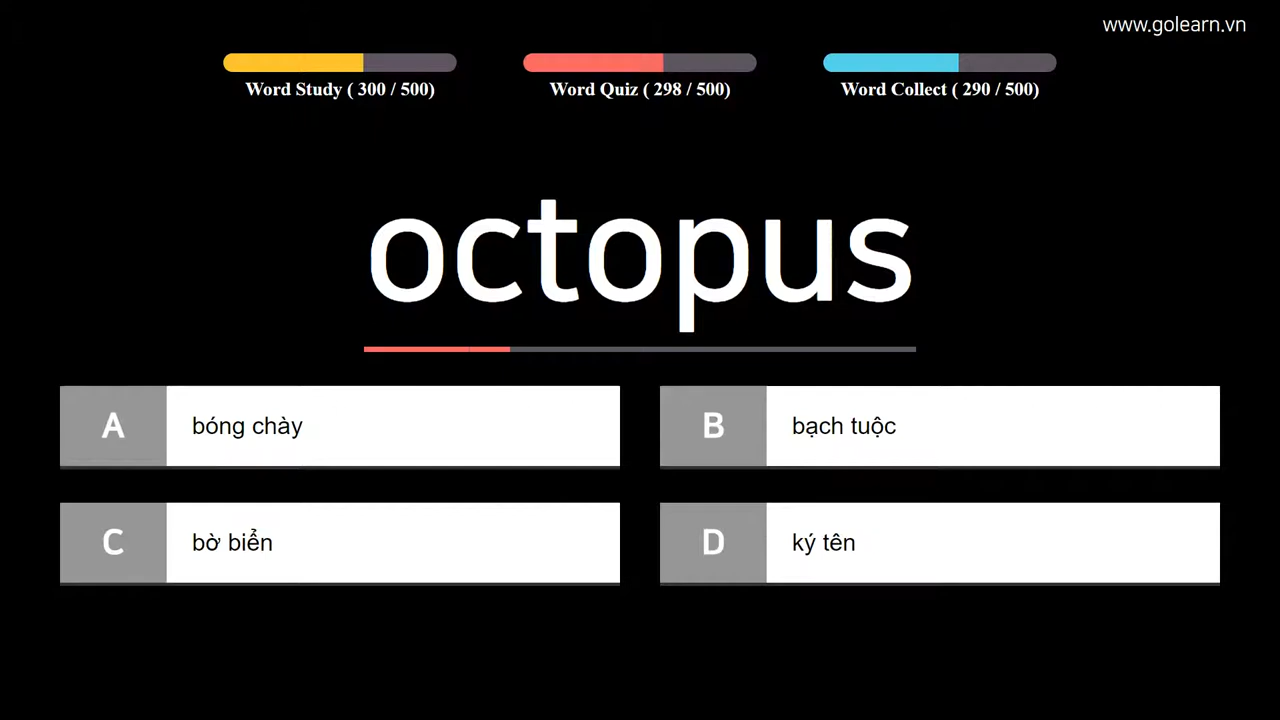 www.golearn.vn
Word Study ( 300 / 500)
Word Quiz ( 298 / 500)
Word Collect ( 290 / 500)
octopus
A bóng chày
B bạch tuộc
C bờ biển
D ký tên